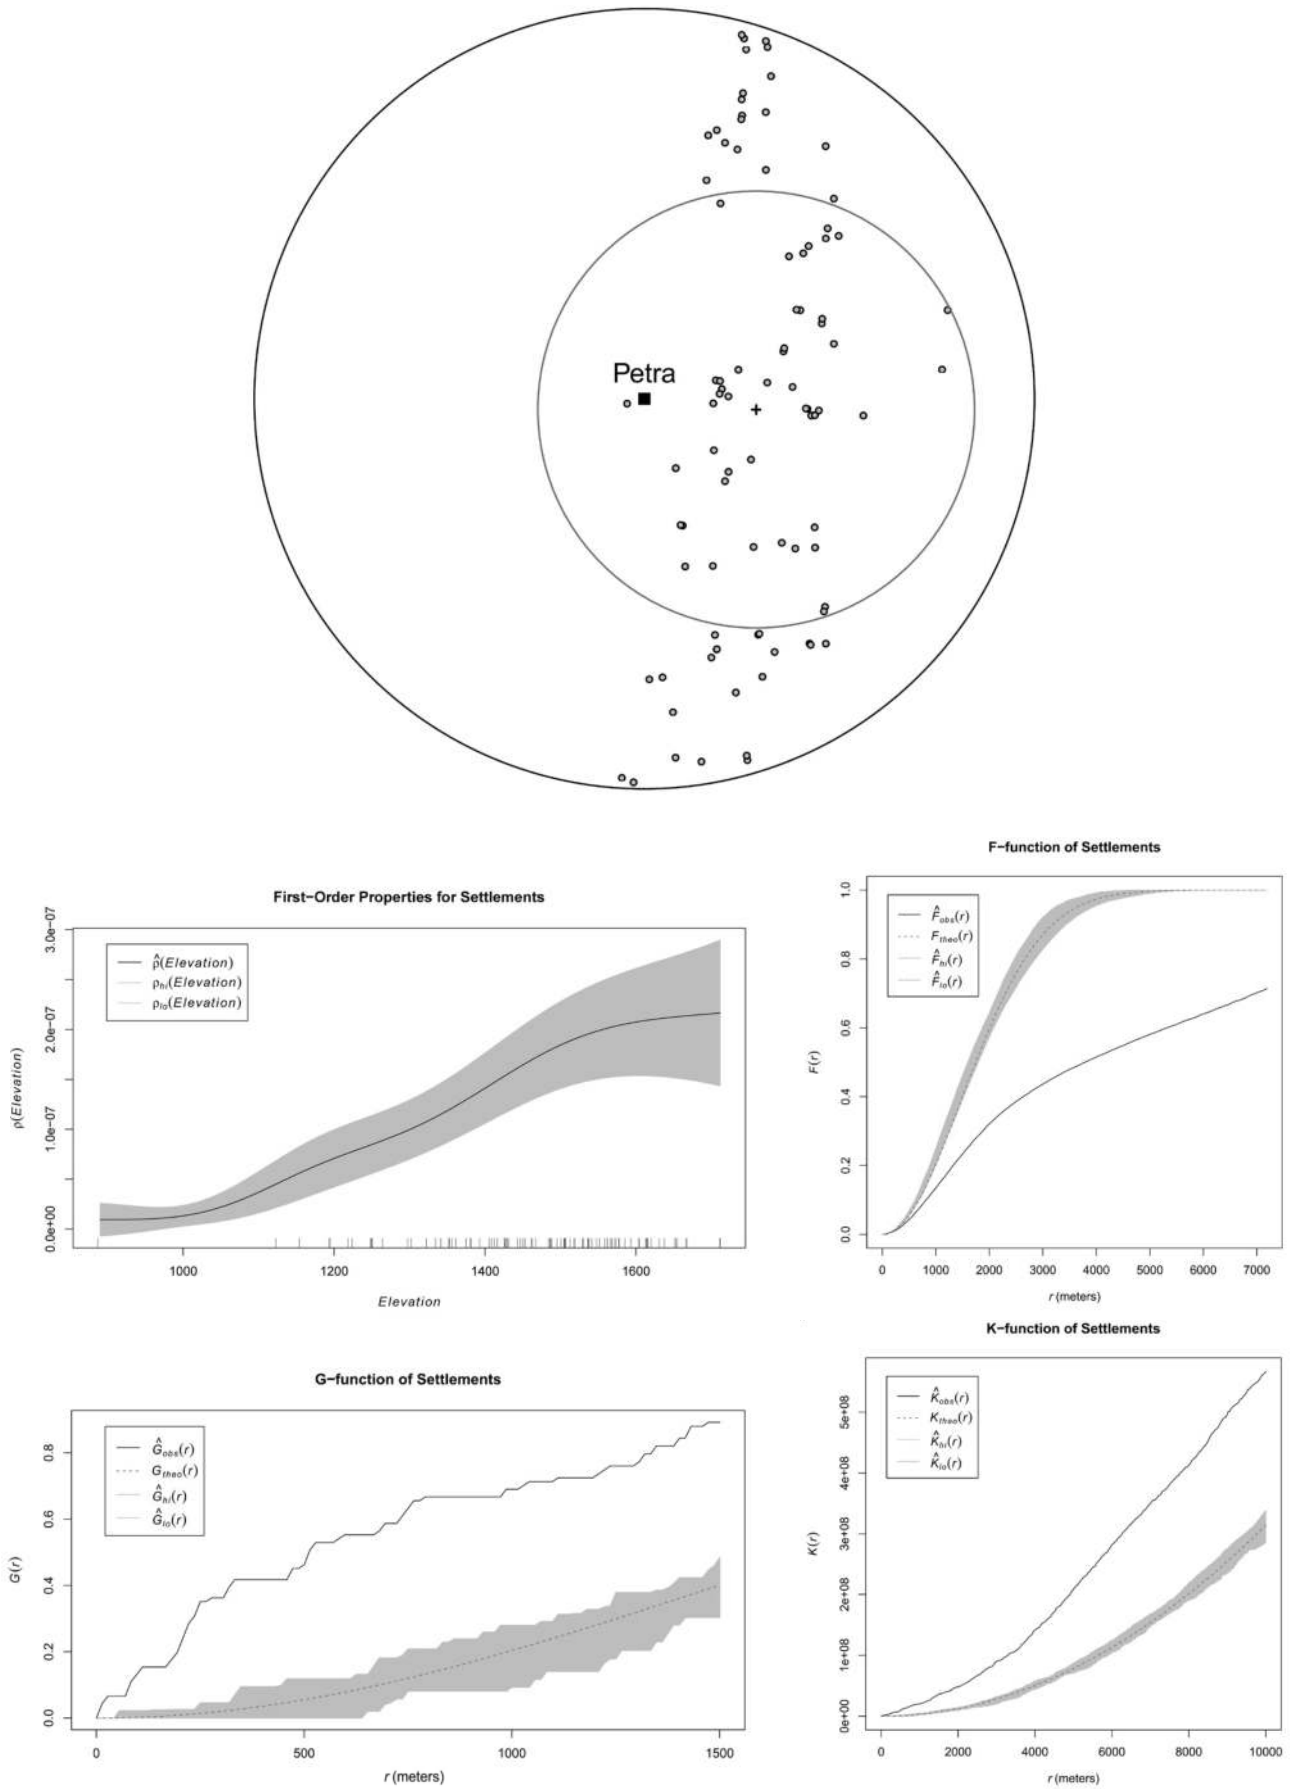 Petra
First−Order Properties for Settlements
ρ̂(Elevation)
ρhi(Elevation)
ρlo(Elevation)
ρ(Elevation)
0.0e+00
1.0e−07
2.0e−07
3.0e−07
1000
1200
1400
1600
Elevation
F−function of Settlements
F̂obs(r)
Ftheo(r)
F̂hi(r)
F̂lo(r)
F(r)
0.0
0.2
0.4
0.6
0.8
1.0
0
1000
2000
3000
4000
5000
6000
7000
r (meters)
G−function of Settlements
Ĝobs(r)
Gtheo(r)
Ĝhi(r)
Ĝlo(r)
G(r)
0.0
0.2
0.4
0.6
0.8
0
500
1000
1500
r (meters)
K−function of Settlements
K̂obs(r)
Ktheo(r)
K̂hi(r)
K̂lo(r)
K(r)
0e+00
1e+08
2e+08
3e+08
4e+08
5e+08
0
2000
4000
6000
8000
10000
r (meters)